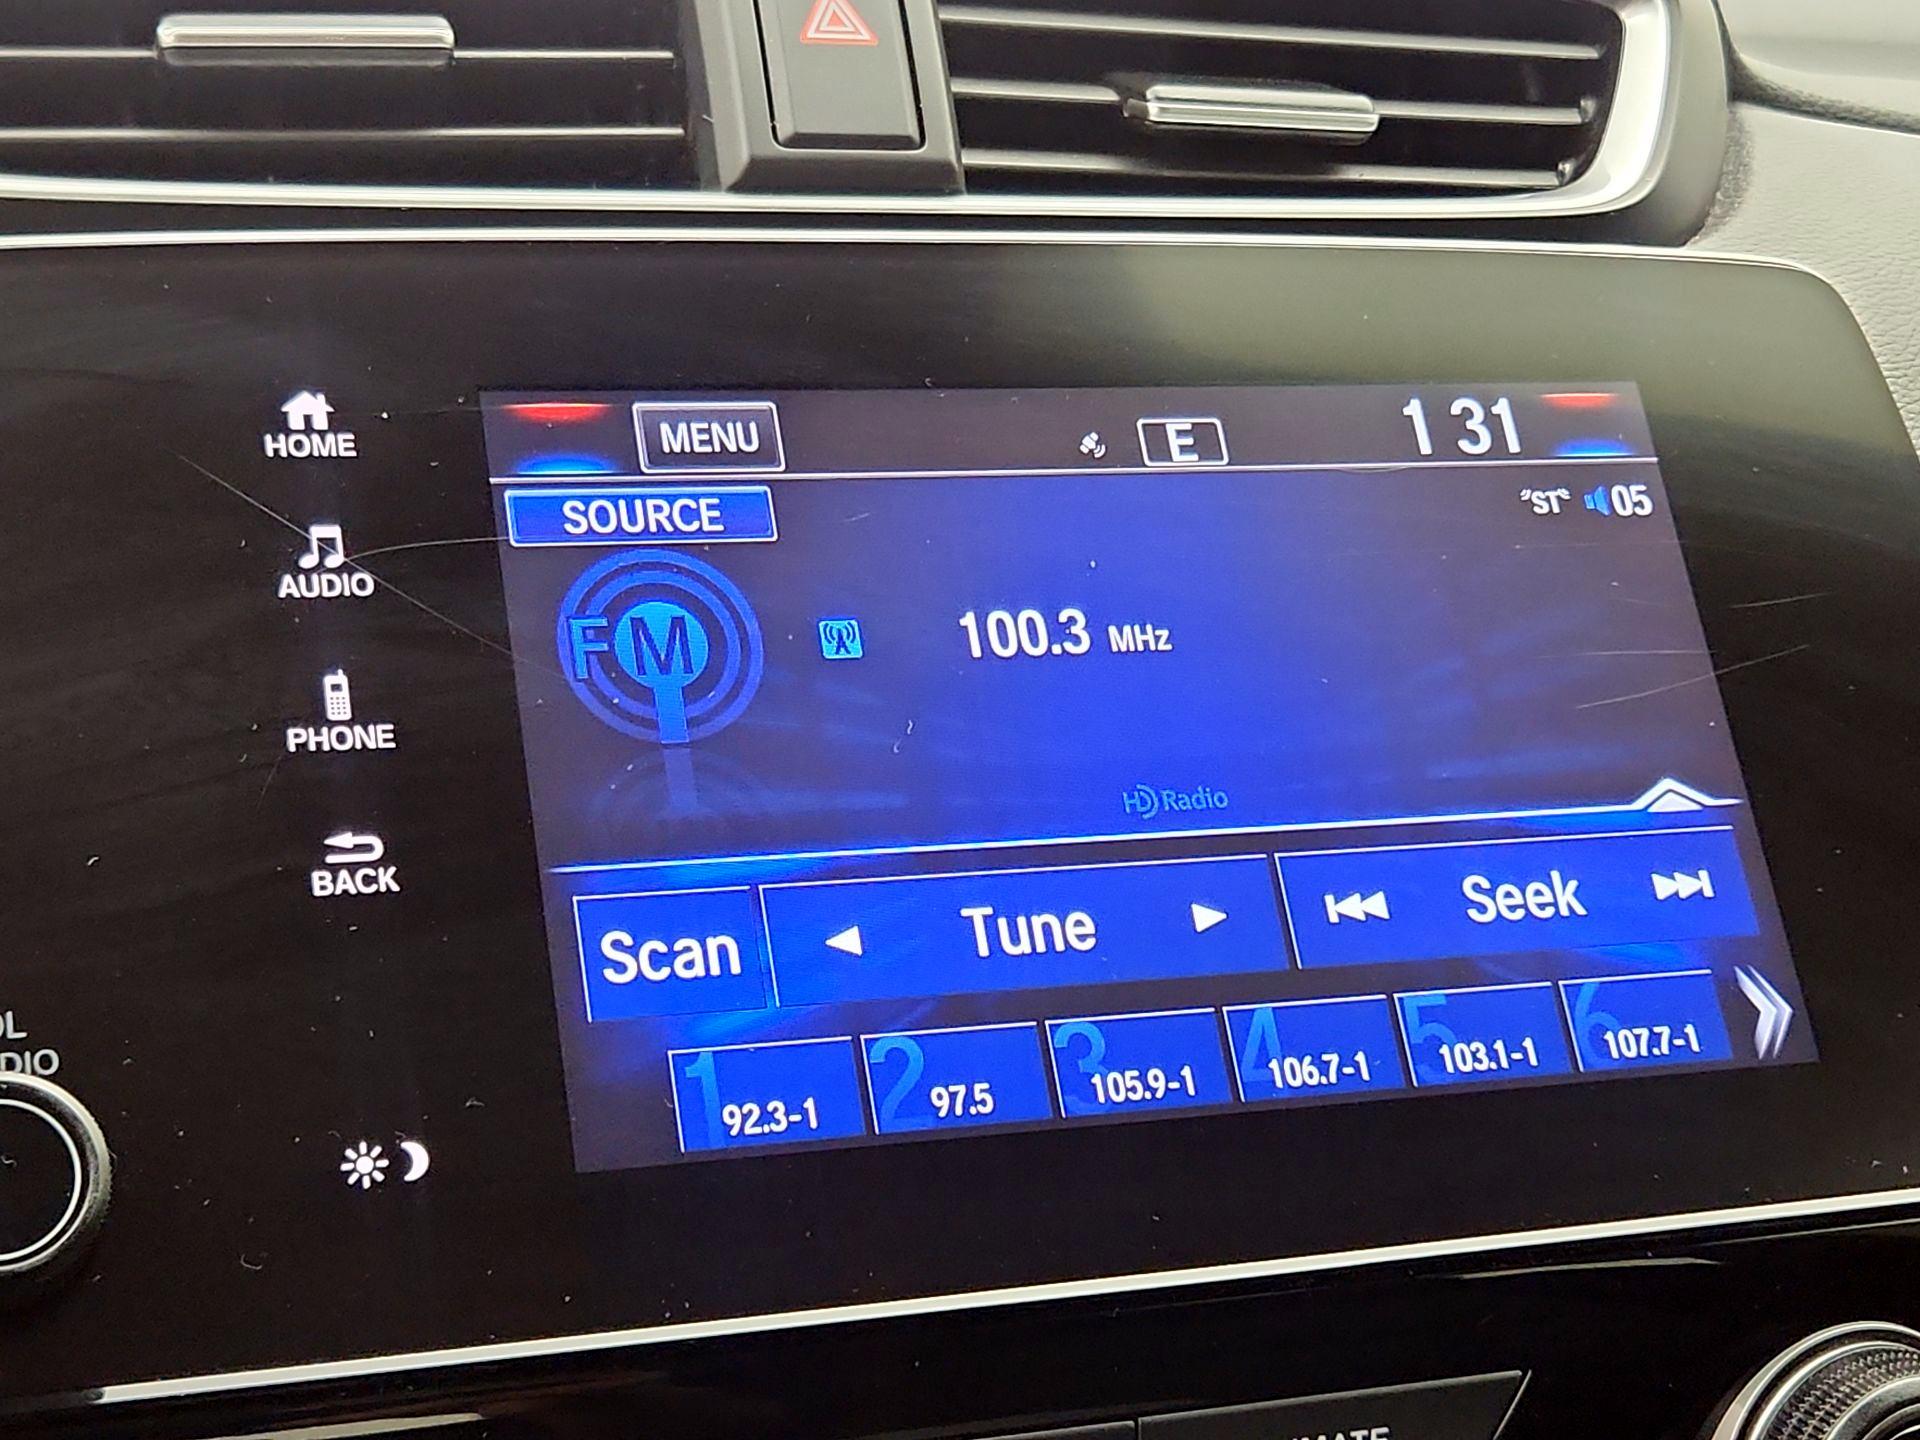 HOME
AUDIO
PHONE
BACK
OL
DIO
MENU
E
1 31
SOURCE
"ST"
05
FM
100.3 MHz
HD Radio
Scan
Tune
Seek
1 92.3-1
2 97.5
3 105.9-1
4 106.7-1
5 103.1-1
6 107.7-1